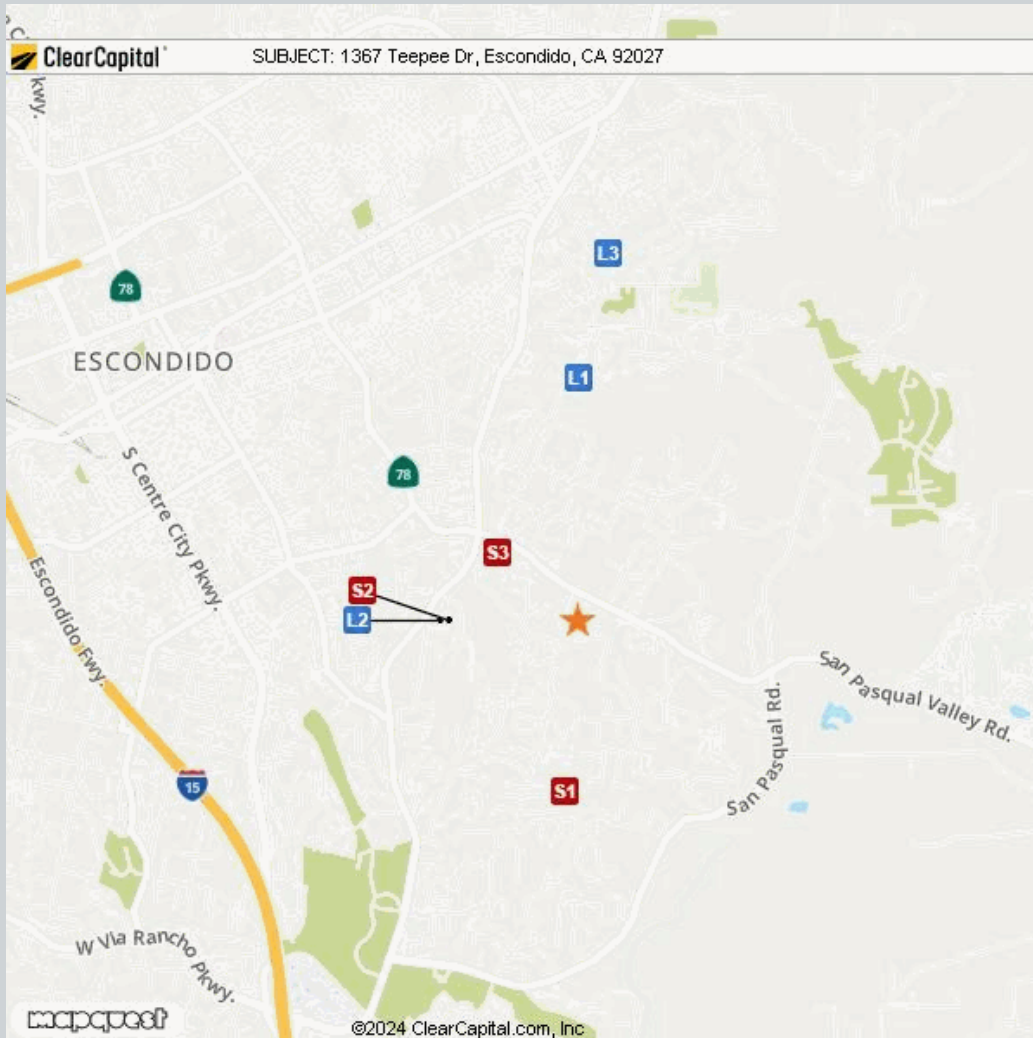 kwy.
ClearCapital
SUBJECT: 1367 Teepee Dr, Escondido, CA 92027
L3
78
ESCONDIDO
L1
78
S Centre City Pkwy.
S3
Escondido Fwy.
S2
L2
San Pasqual Valley Rd.
San Pasqual Rd.
15
S1
W Via Rancho Pkwy.
mapquest
©2024 ClearCapital.com, Inc